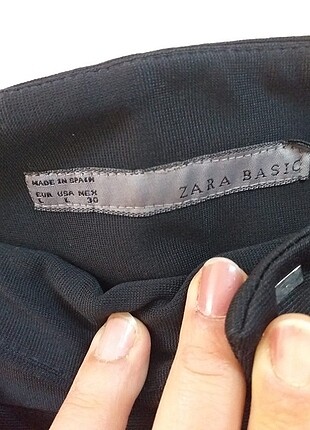 MADE IN SPAIN
EUR USA MEX
L L 30
ZARA BASIC